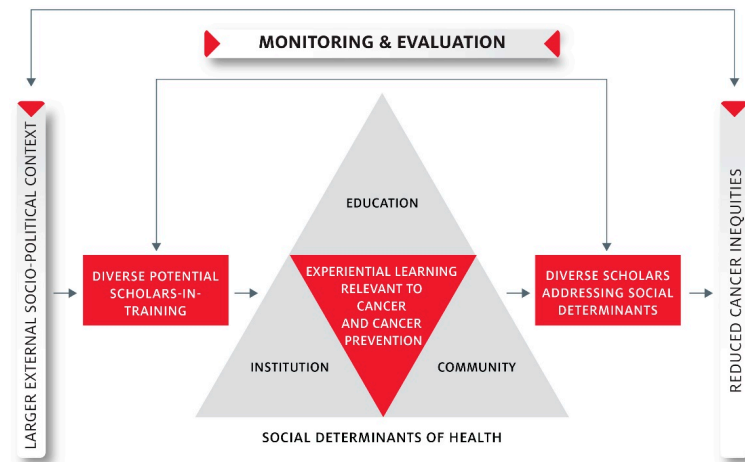 MONITORING & EVALUATION
LARGER EXTERNAL SOCIO-POLITICAL CONTEXT
DIVERSE POTENTIAL
SCHOLARS-IN-
TRAINING
EDUCATION
EXPERIENTIAL LEARNING
RELEVANT TO
CANCER
AND CANCER
PREVENTION
INSTITUTION
COMMUNITY
SOCIAL DETERMINANTS OF HEALTH
DIVERSE SCHOLARS
ADDRESSING SOCIAL
DETERMINANTS
REDUCED CANCER INEQUITIES